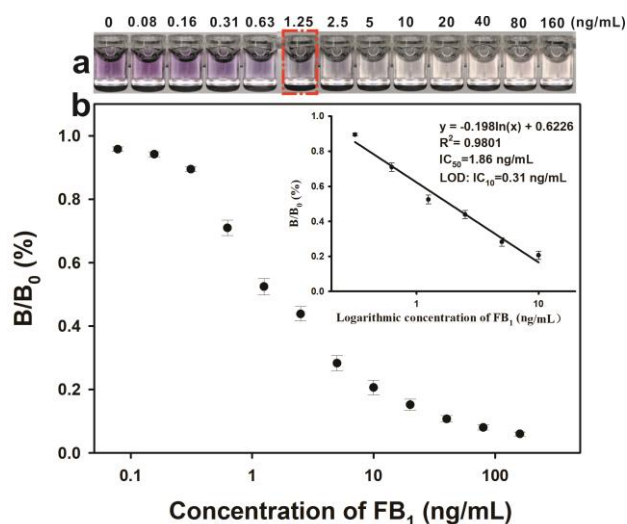 0 0.08 0.16 0.31 0.63 1.25 2.5 5 10 20 40 80 160 (ng/mL)
a
b
y = -0.198ln(x) + 0.6226
R² = 0.9801
IC₅₀=1.86 ng/mL
LOD: IC₁₀=0.31 ng/mL
B/B₀ (%)
1.0
0.8
0.6
0.4
0.2
0.0
1 10
Logarithmic concentration of FB₁ (ng/mL)
B/B₀ (%)
1.0
0.8
0.6
0.4
0.2
0.0
0.1 1 10 100
Concentration of FB₁ (ng/mL)